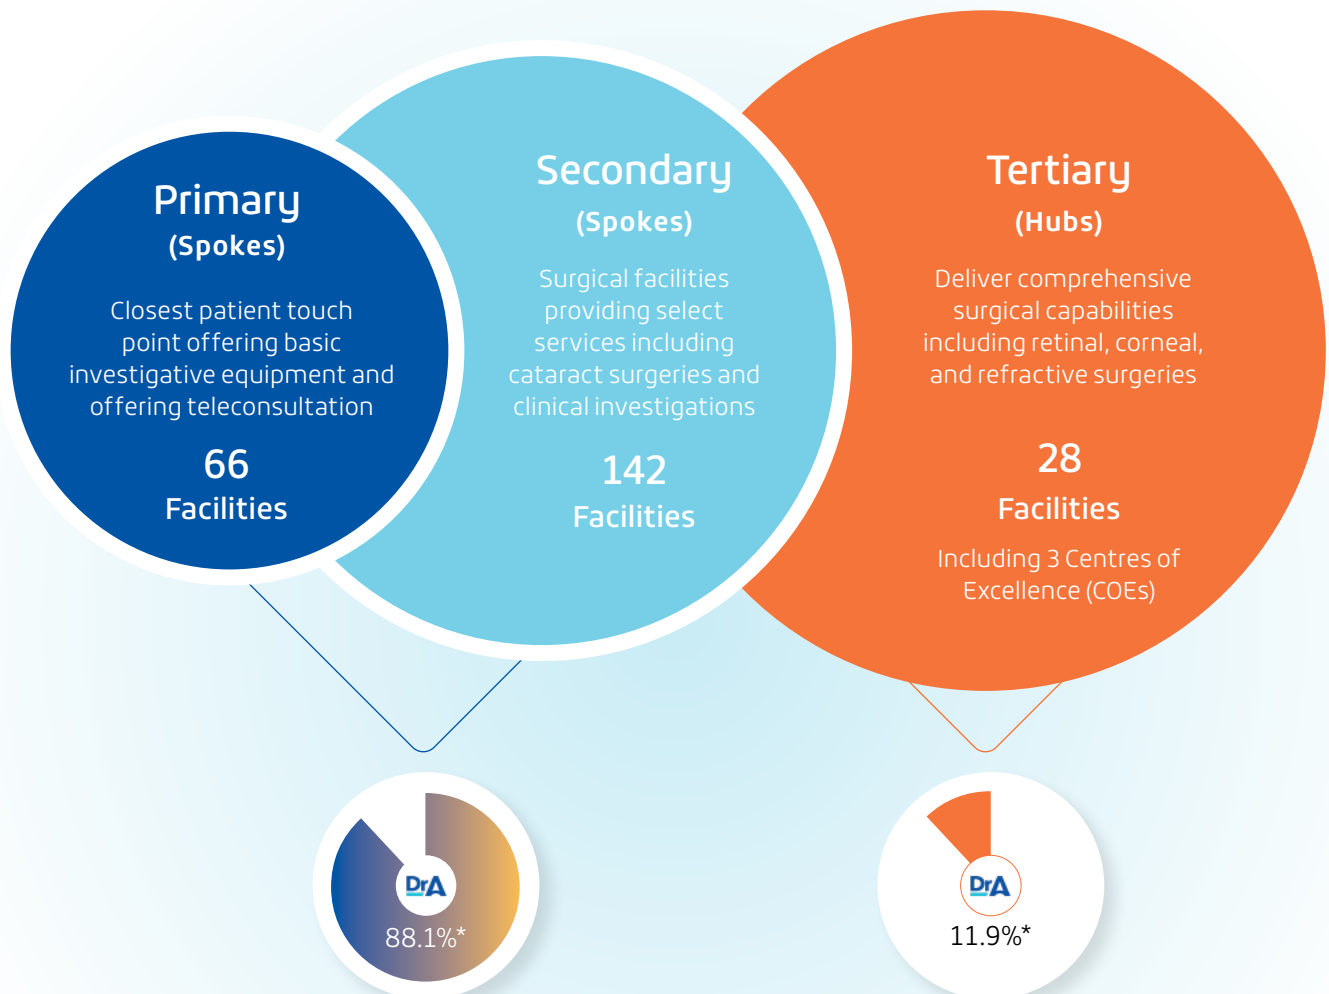 Primary
(Spokes)
Closest patient touch
point offering basic
investigative equipment and
offering teleconsultation
66
Facilities
Secondary
(Spokes)
Surgical facilities
providing select
services including
cataract surgeries and
clinical investigations
142
Facilities
Tertiary
(Hubs)
Deliver comprehensive
surgical capabilities
including retinal, corneal,
and refractive surgeries
28
Facilities
Including 3 Centres of
Excellence (COEs)
DrA
88.1%*
DrA
11.9%*